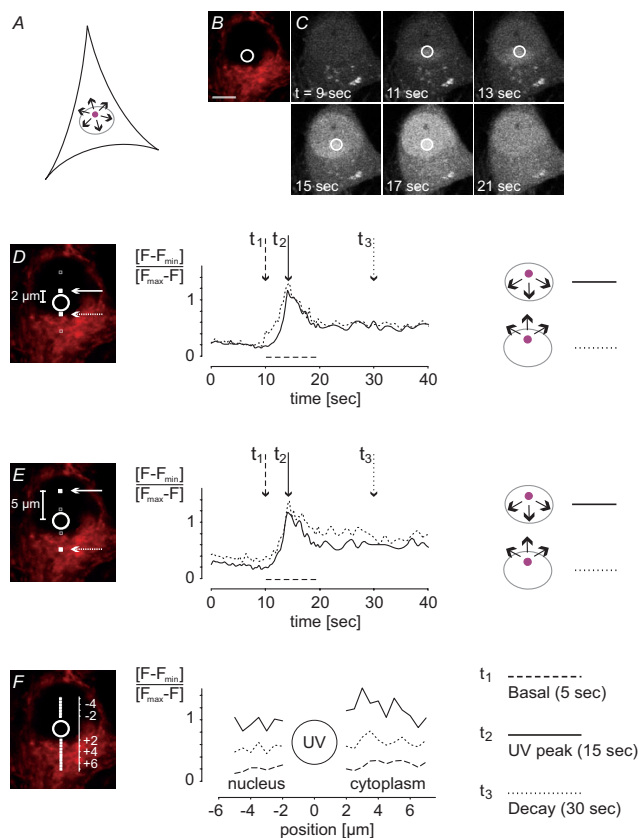 A
B
C
t = 9 sec
11 sec
13 sec
15 sec
17 sec
21 sec
D
2 µm
[F-Fmin]
[Fmax-F]
t1
t2
t3
1
0
0 10 20 30 40
time [sec]
E
5 µm
[F-Fmin]
[Fmax-F]
t1
t2
t3
1
0
0 10 20 30 40
time [sec]
F
-4
-2
+2
+4
+6
[F-Fmin]
[Fmax-F]
1
0
UV
nucleus
cytoplasm
-6 -4 -2 0 2 4 6
position [µm]
t1
Basal (5 sec)
t2
UV peak (15 sec)
t3
Decay (30 sec)